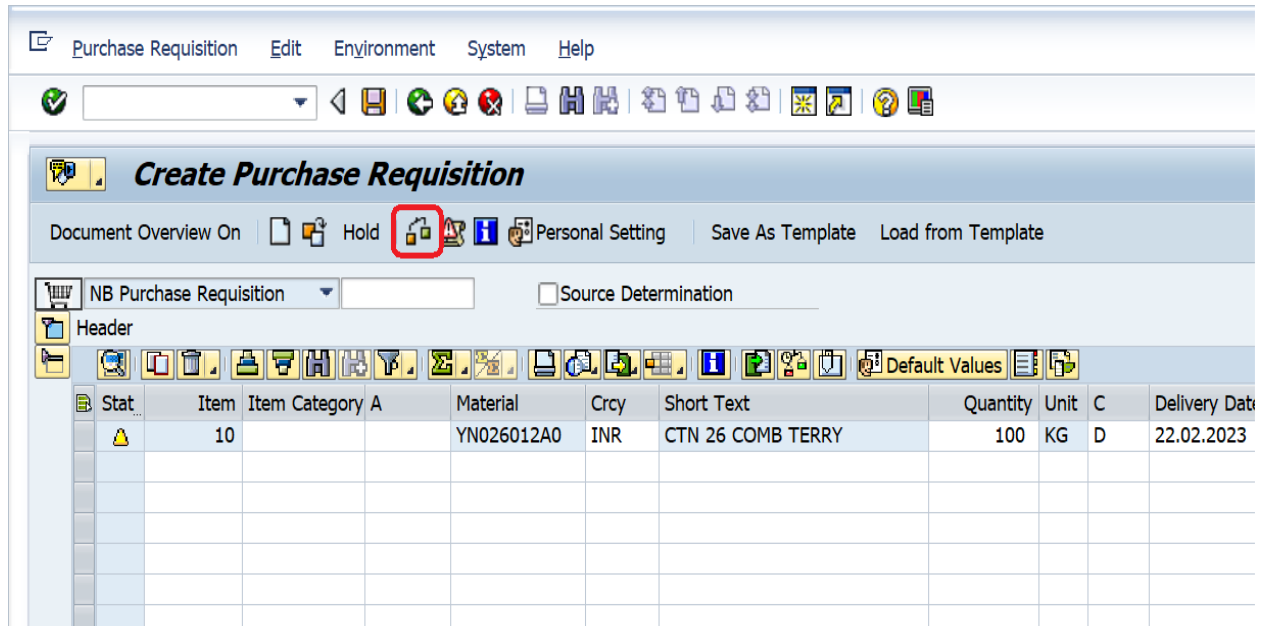 Purchase Requisition Edit Environment System Help
Create Purchase Requisition
Document Overview On Hold Personal Setting Save As Template Load from Template
NB Purchase Requisition Source Determination
Header
Default Values
Stat Item Item Category A Material Crcy Short Text Quantity Unit C Delivery Date
10 YN026012A0 INR CTN 26 COMB TERRY 100 KG D 22.02.2023